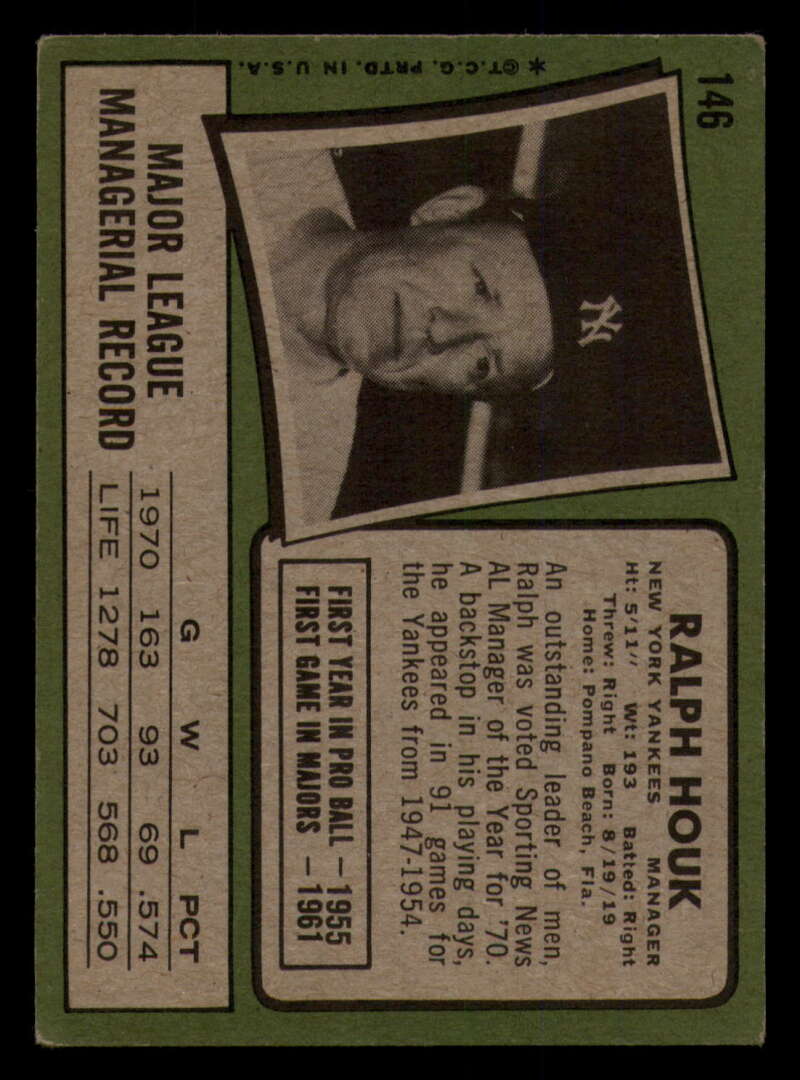 146
RALPH HOUK
NEW YORK YANKEES MANAGER
Ht: 5'11" Wt: 193 Batted: Right
Threw: Right Born: 8/19/19
Home: Pompano Beach, Fla.
An outstanding leader of men,
Ralph was voted Sporting News
AL Manager of the Year for '70.
A backstop in his playing days,
he appeared in 91 games for
the Yankees from 1947-1954.
FIRST YEAR IN PRO BALL — 1955
FIRST GAME IN MAJORS — 1961
NY
MAJOR LEAGUE
MANAGERIAL RECORD
G W L PCT
1970 163 93 69 .574
LIFE 1278 703 568 .550
*©T.C.G. PRTD. IN U.S.A.